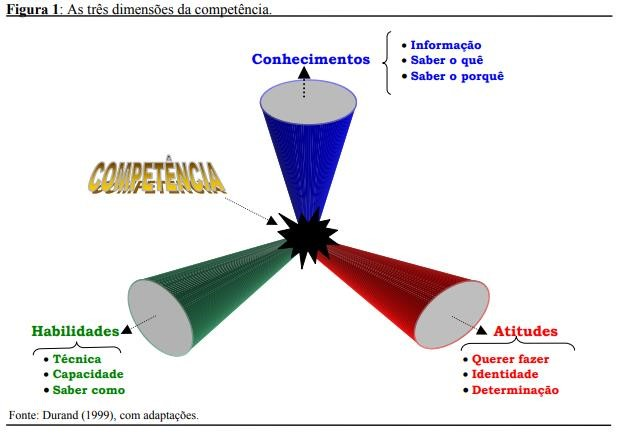 Figura 1: As três dimensões da competência.
Conhecimentos
• Informação
• Saber o quê
• Saber o porquê
COMPETÊNCIA
Habilidades
• Técnica
• Capacidade
• Saber como
Atitudes
• Querer fazer
• Identidade
• Determinação
Fonte: Durand (1999), com adaptações.